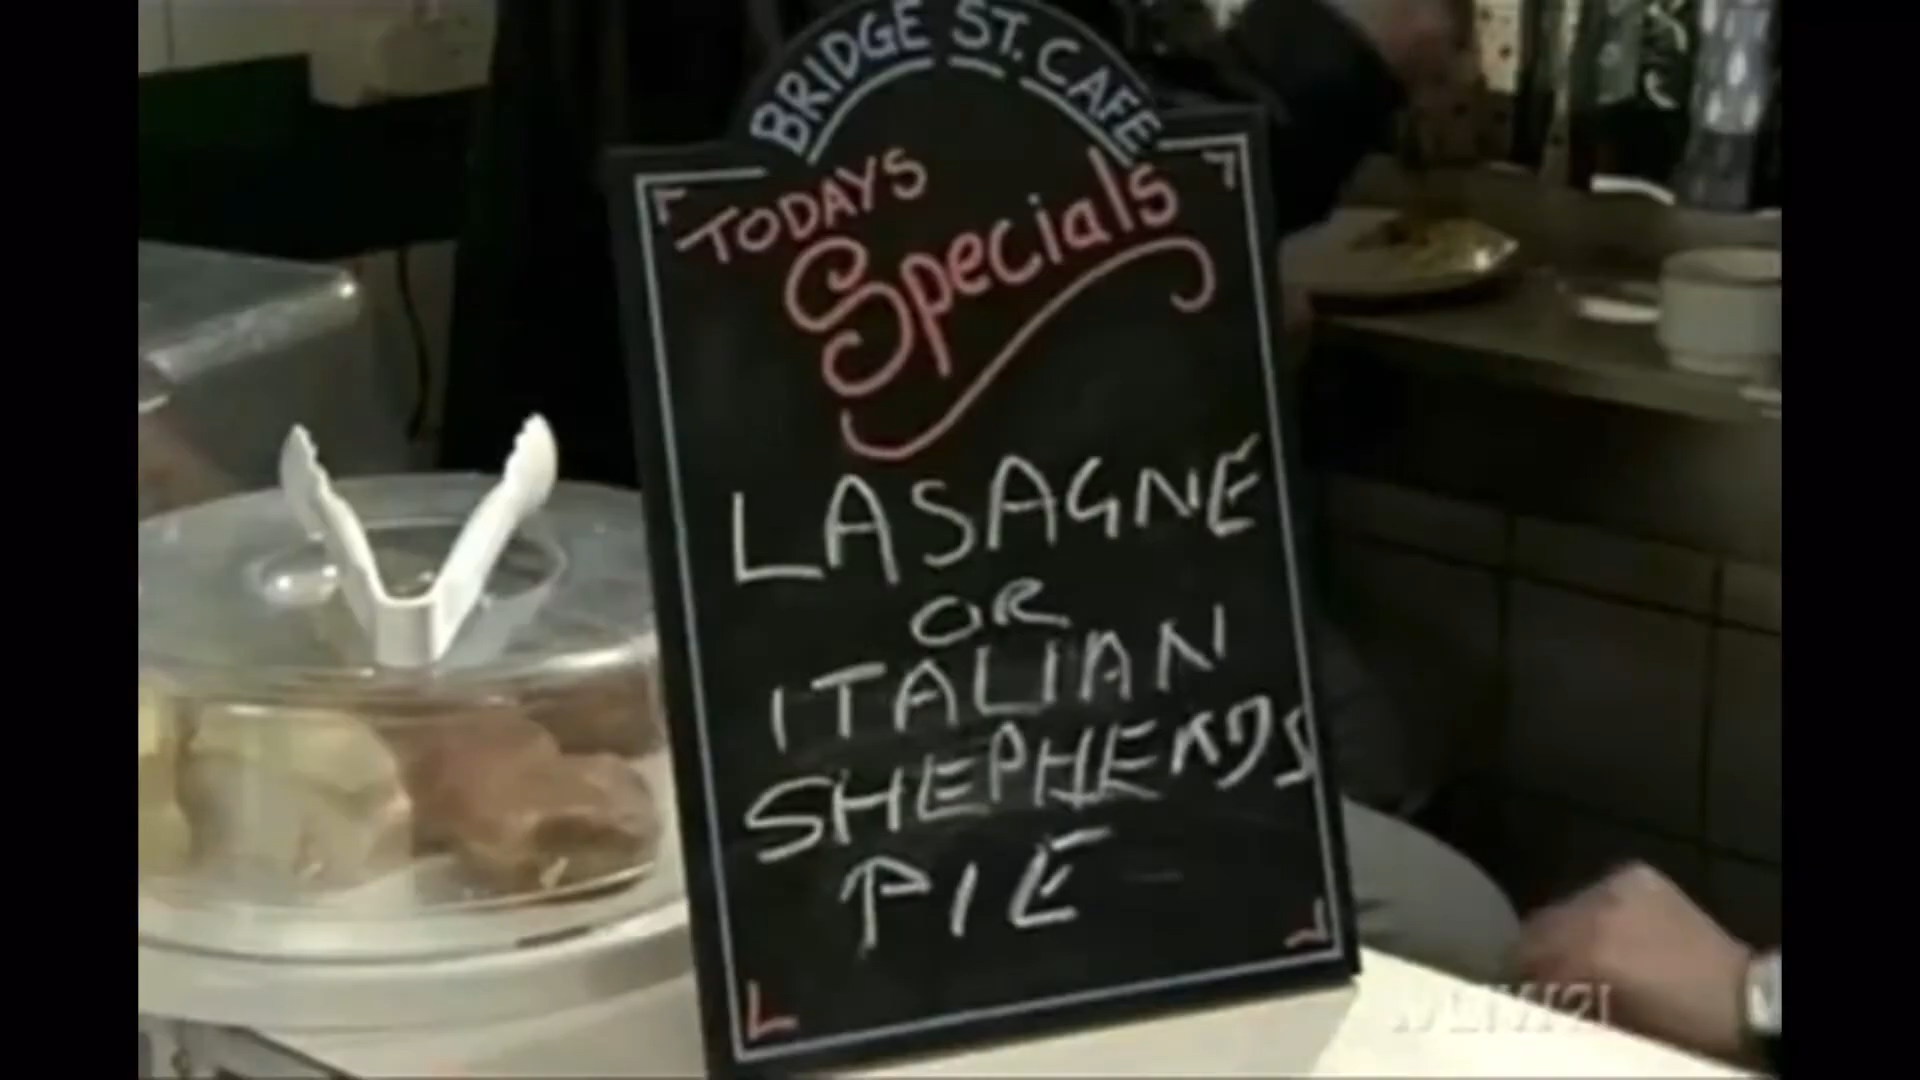 BRIDGE ST. CAFE
TODAYS
Specials
LASAGNE
OR
ITALIAN
SHEPHERDS
PIE